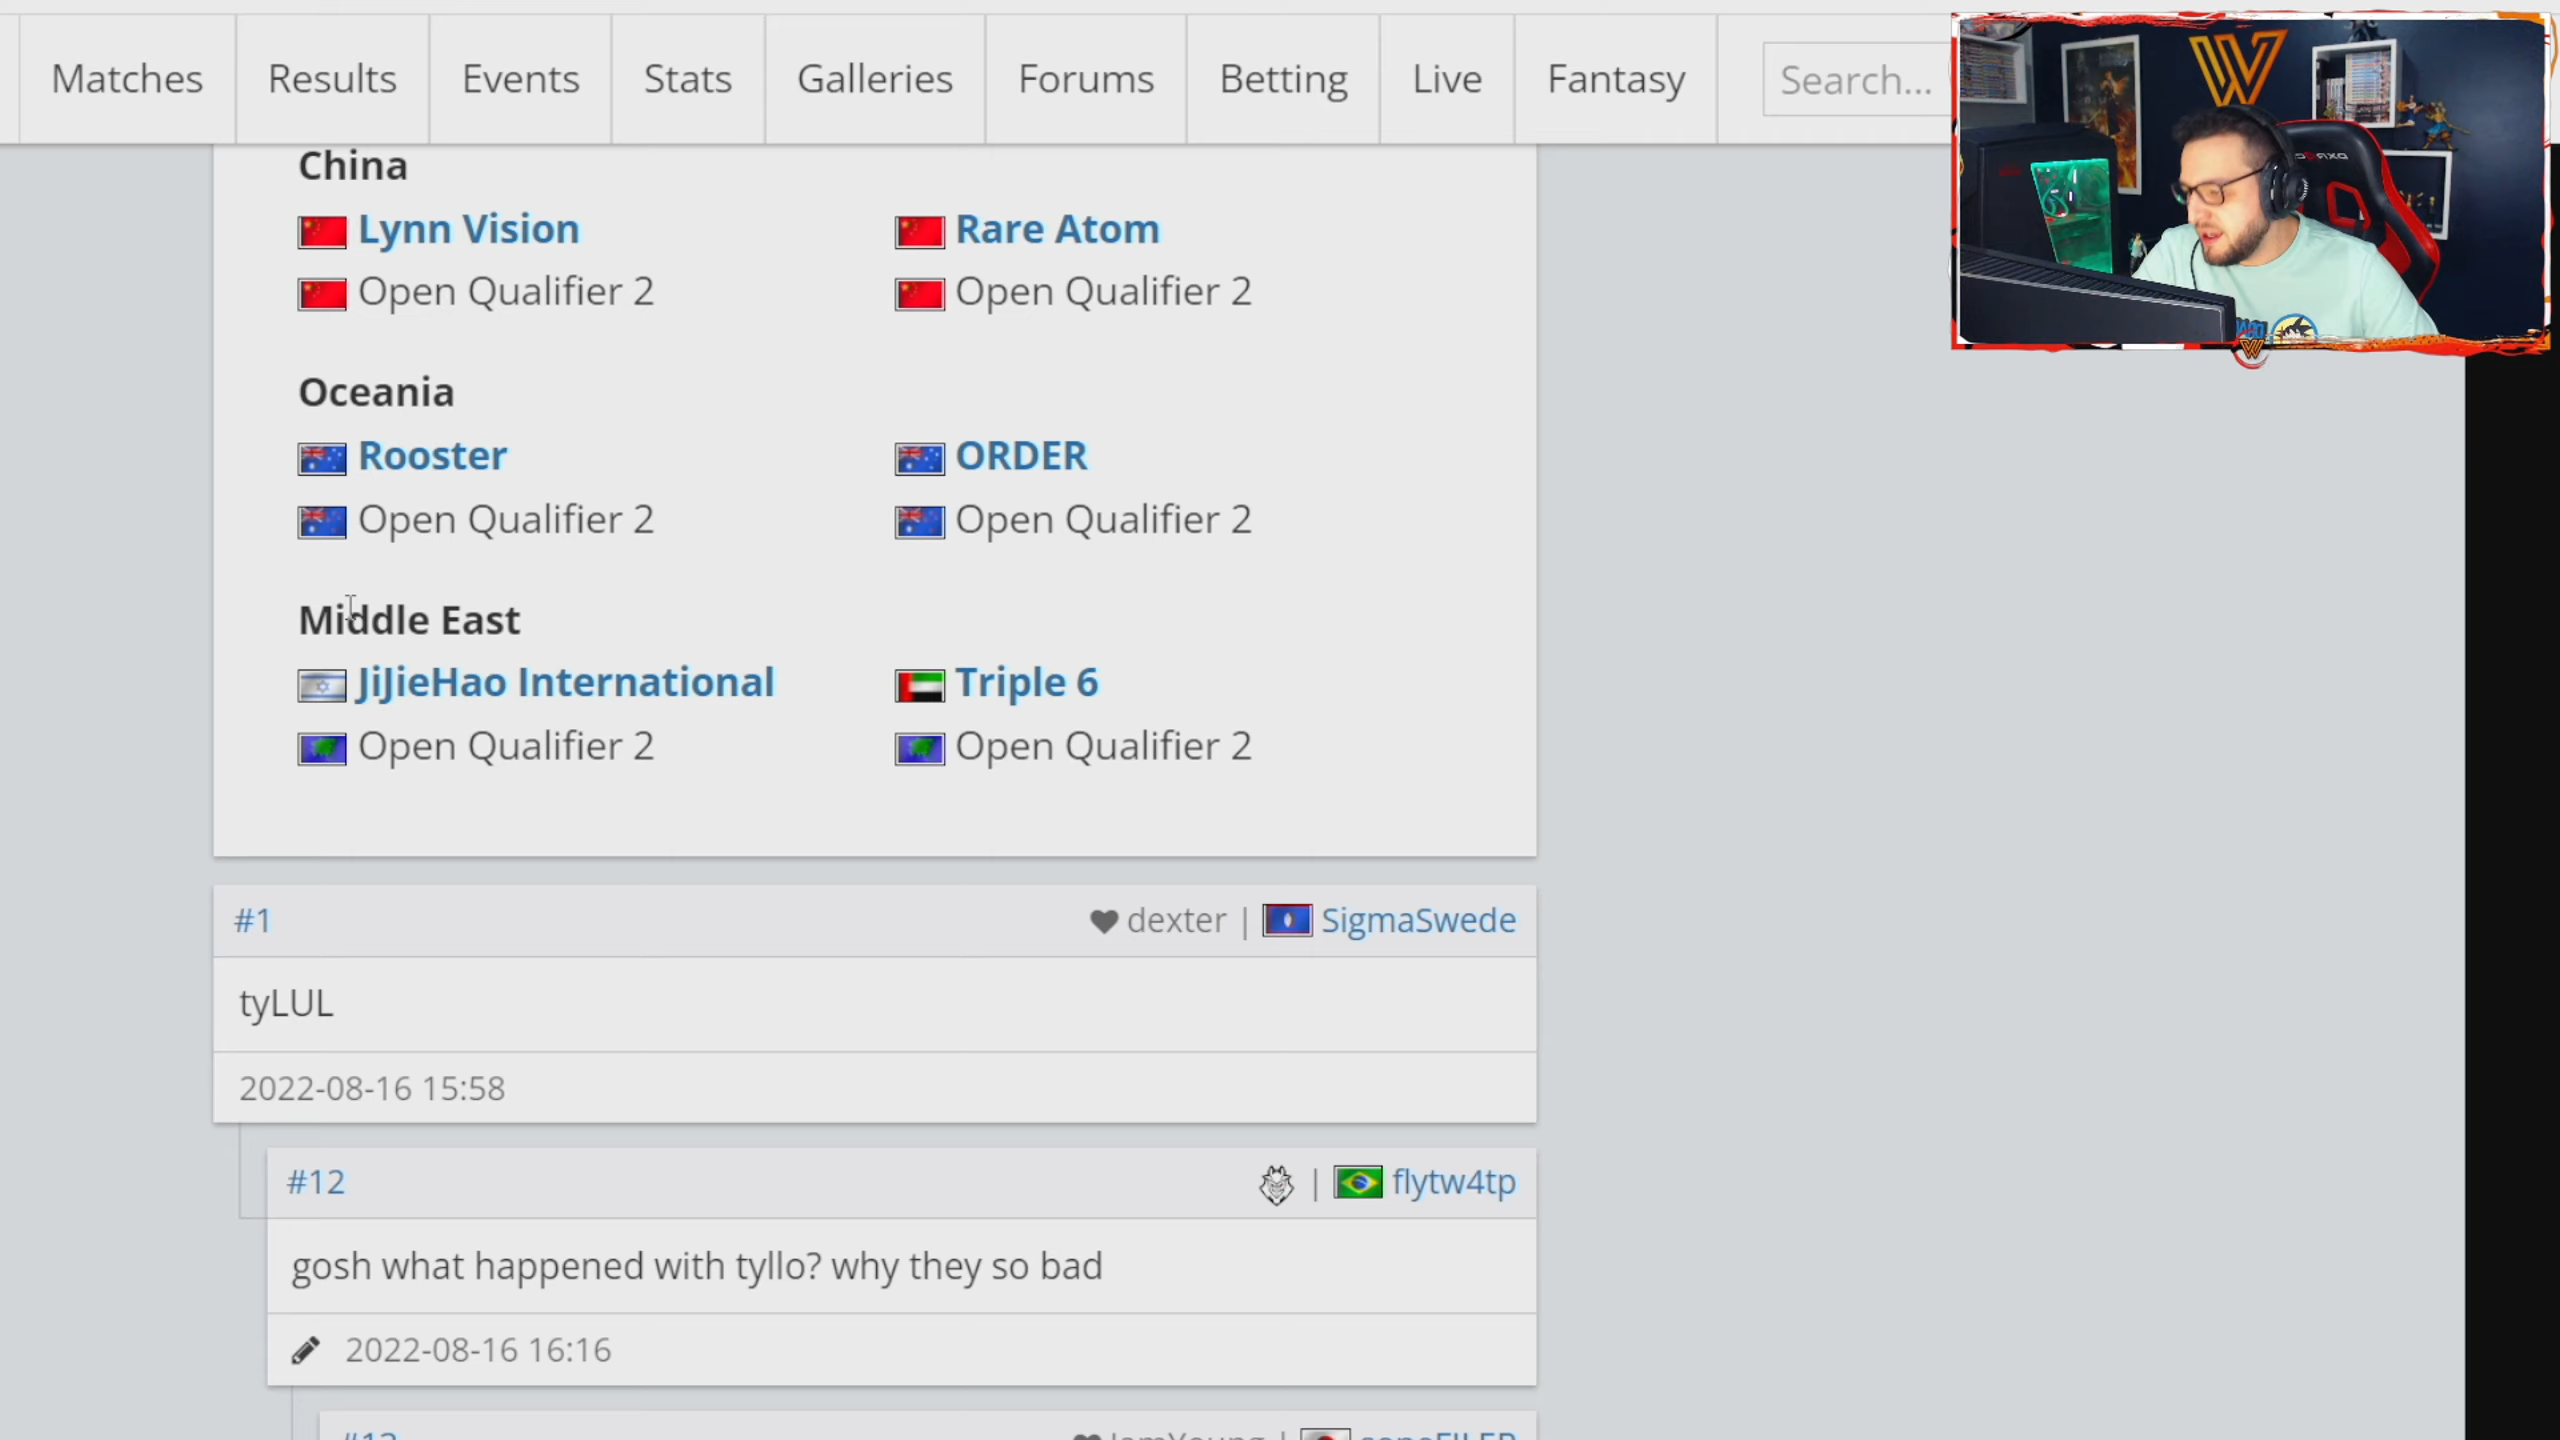 Matches Results Events Stats Galleries Forums Betting Live Fantasy Search...
China
Lynn Vision Rare Atom
Open Qualifier 2 Open Qualifier 2
Oceania
Rooster ORDER
Open Qualifier 2 Open Qualifier 2
Middle East
JiJieHao International Triple 6
Open Qualifier 2 Open Qualifier 2
#1 dexter | SigmaSwede
tyLUL
2022-08-16 15:58
#12 | flytw4tp
gosh what happened with tyllo? why they so bad
2022-08-16 16:16